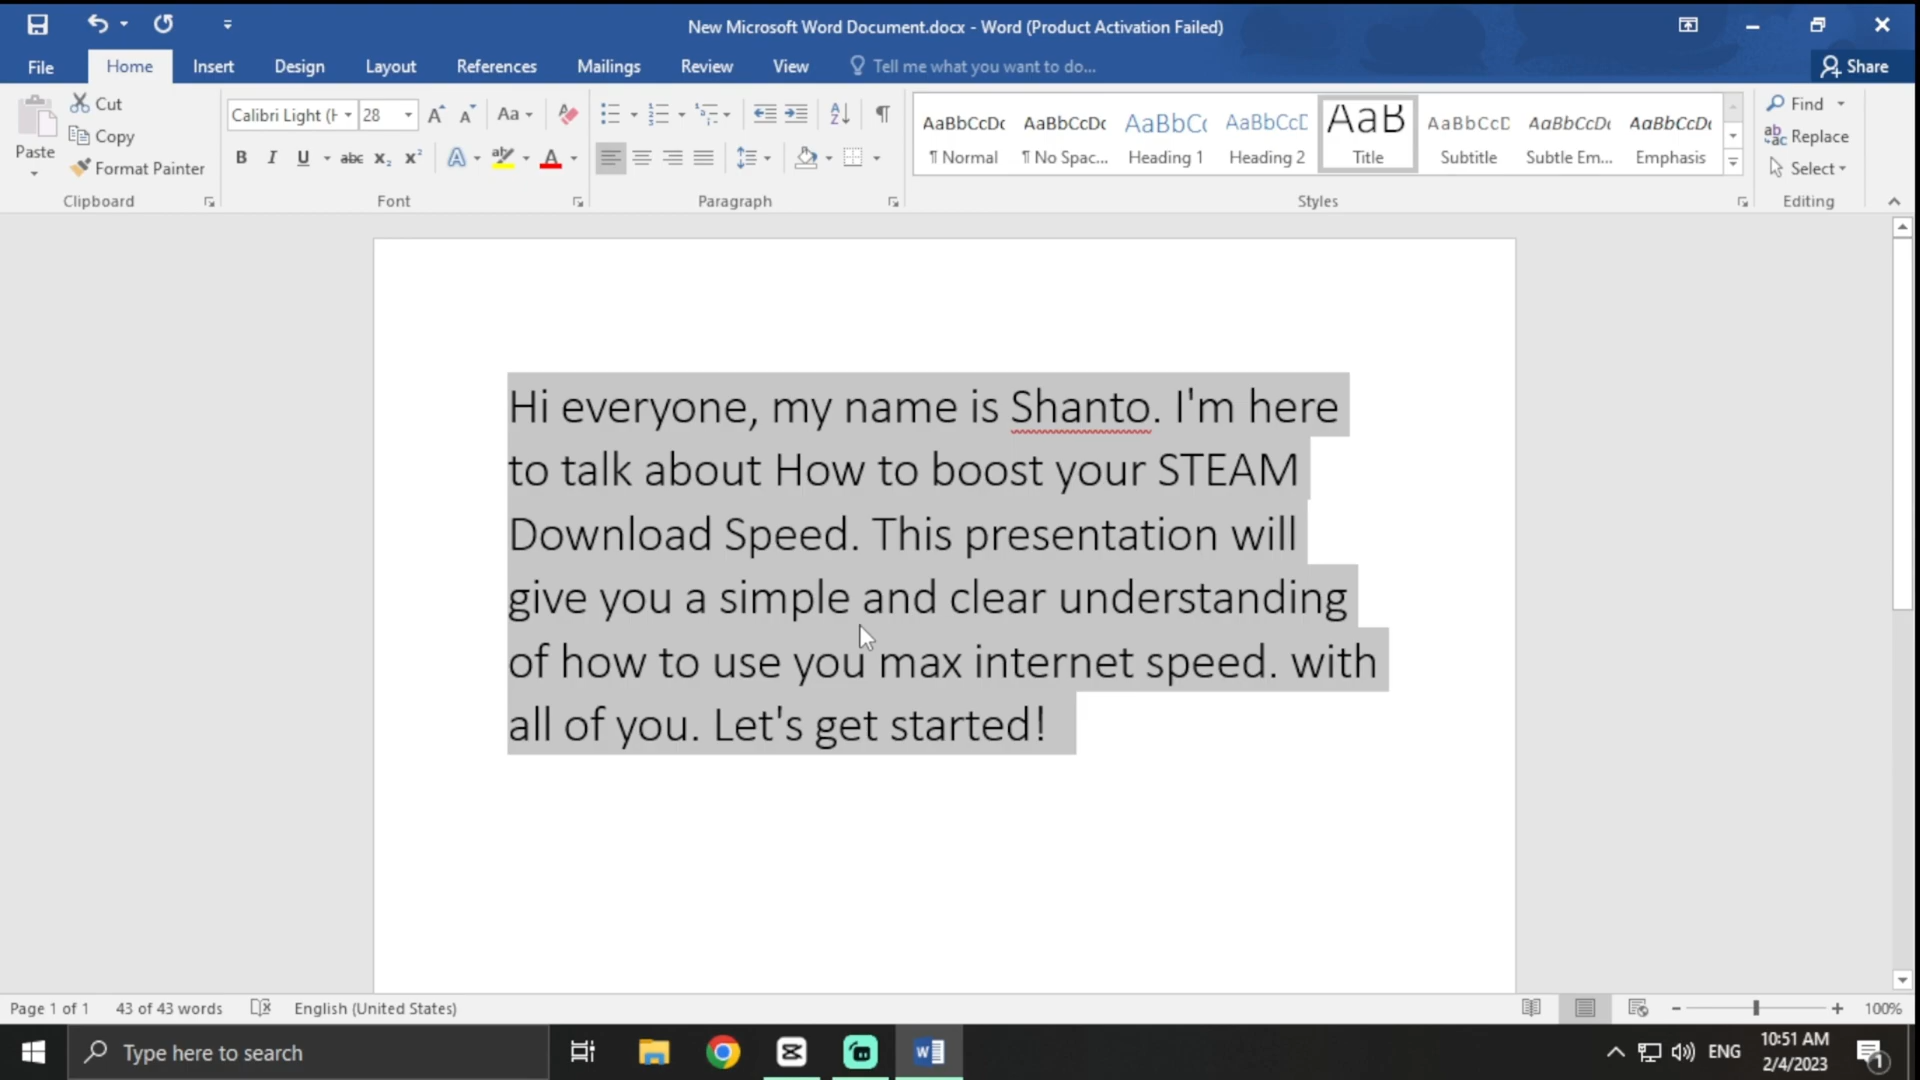 New Microsoft Word Document.docx - Word (Product Activation Failed)
File Home Insert Design Layout References Mailings Review View Tell me what you want to do... Share
Cut
Copy
Format Painter
Paste
Clipboard
Calibri Light (H 28
Font
Paragraph
AaBbCcDc AaBbCcDc AaBbCc AaBbCcD AaB AaBbCcD AaBbCcDc AaBbCcDc
¶ Normal ¶ No Spac... Heading 1 Heading 2 Title Subtitle Subtle Em... Emphasis
Styles
Find
Replace
Select
Editing
Hi everyone, my name is Shanto. I'm here
to talk about How to boost your STEAM
Download Speed. This presentation will
give you a simple and clear understanding
of how to use you max internet speed. with
all of you. Let's get started!
Page 1 of 1 43 of 43 words English (United States) 100%
Type here to search
ENG
10:51 AM
2/4/2023
1